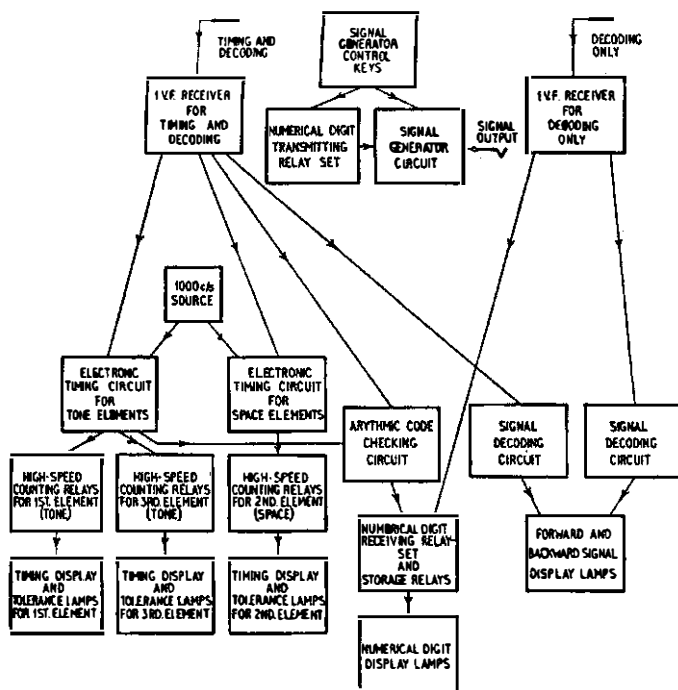 TIMING AND
DECODING
SIGNAL
GENERATOR
CONTROL
KEYS
DECODING
ONLY
1 V.F. RECEIVER
FOR
TIMING AND
DECODING
NUMERICAL DIGIT
TRANSMITTING
RELAY SET
SIGNAL
GENERATOR
CIRCUIT
SIGNAL
OUTPUT
1 V.F. RECEIVER
FOR
DECODING
ONLY
1000 c/s
SOURCE
ELECTRONIC
TIMING CIRCUIT
FOR
TONE ELEMENTS
ELECTRONIC
TIMING CIRCUIT
FOR
SPACE ELEMENTS
ARYTHMIC CODE
CHECKING
CIRCUIT
SIGNAL
DECODING
CIRCUIT
SIGNAL
DECODING
CIRCUIT
HIGH-SPEED
COUNTING RELAYS
FOR 1ST. ELEMENT
(TONE)
HIGH-SPEED
COUNTING RELAYS
FOR 3RD. ELEMENT
(TONE)
HIGH-SPEED
COUNTING RELAYS
FOR 2ND. ELEMENT
(SPACE)
NUMERICAL DIGIT
RECEIVING RELAY
SET
AND
STORAGE RELAYS
FORWARD AND
BACKWARD SIGNAL
DISPLAY LAMPS
TIMING DISPLAY
AND
TOLERANCE LAMPS
FOR 1ST. ELEMENT
TIMING DISPLAY
AND
TOLERANCE LAMPS
FOR 3RD. ELEMENT
TIMING DISPLAY
AND
TOLERANCE LAMPS
FOR 2ND. ELEMENT
NUMERICAL DIGIT
DISPLAY LAMPS